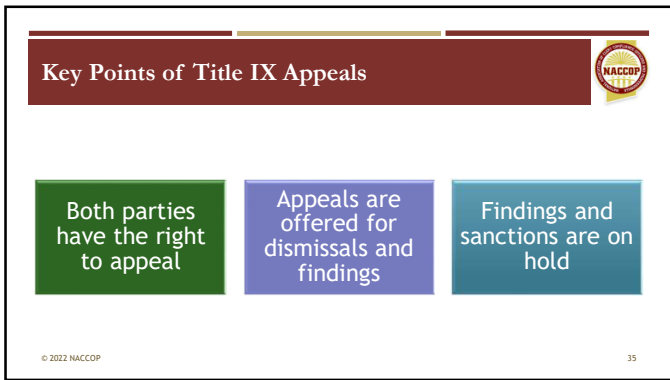 Key Points of Title IX Appeals
NACCOP
Both parties
have the right
to appeal
Appeals are
offered for
dismissals and
findings
Findings and
sanctions are on
hold
© 2022 NACCOP
35